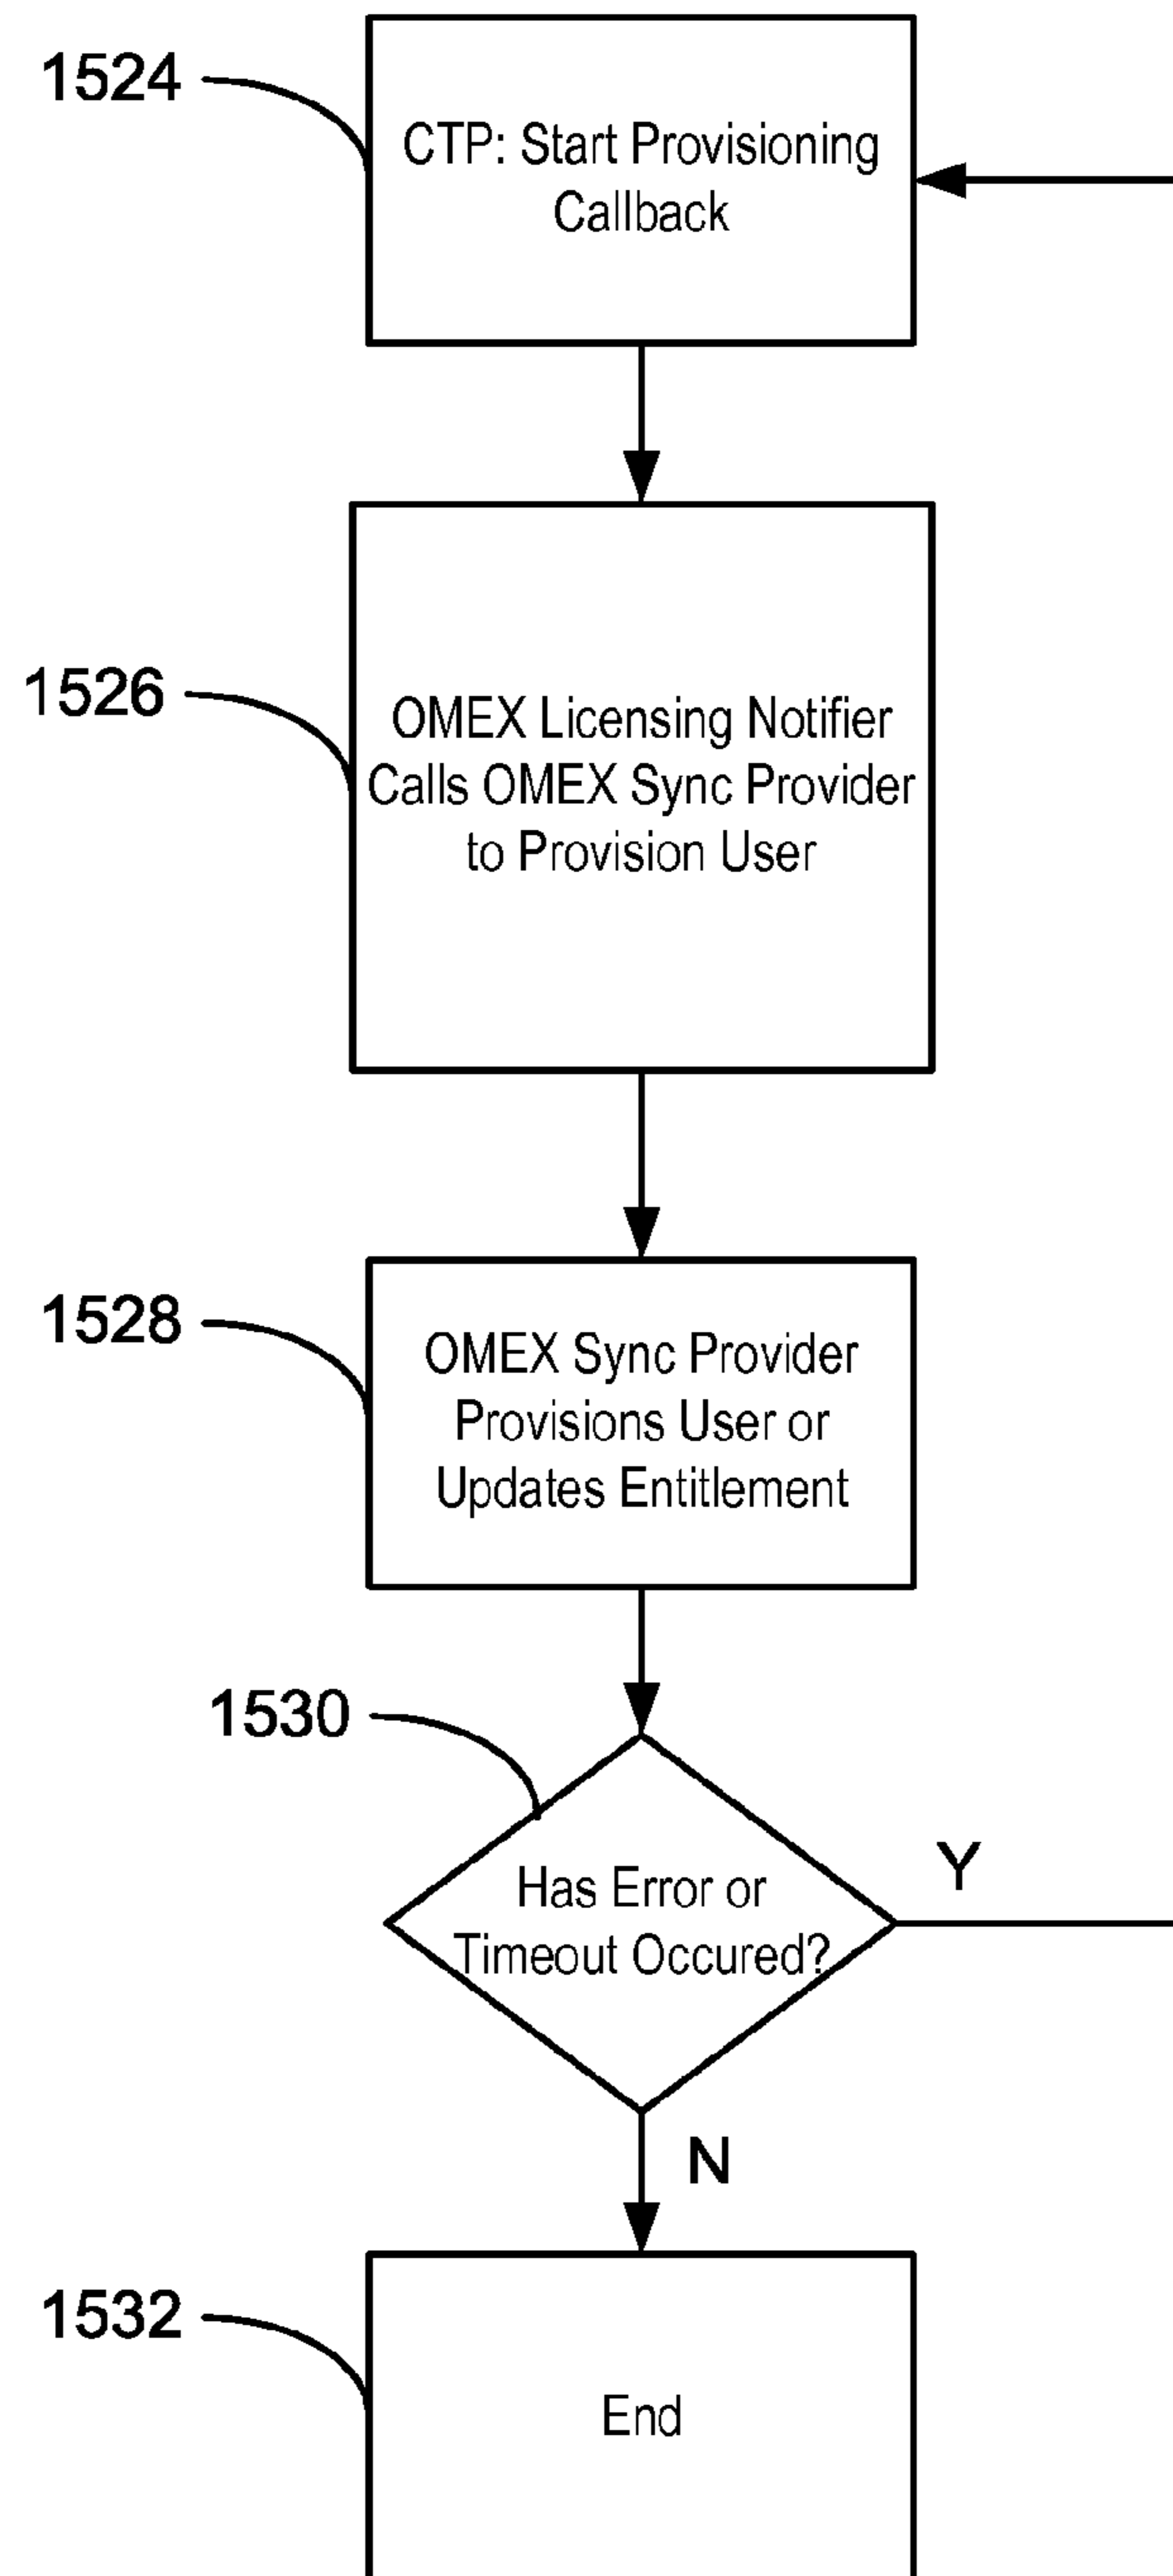 1524
CTP: Start Provisioning
Callback
1526
OMEX Licensing Notifier
Calls OMEX Sync Provider
to Provision User
1528
OMEX Sync Provider
Provisions User or
Updates Entitlement
1530
Has Error or
Timeout Occured?
Y
N
1532
End